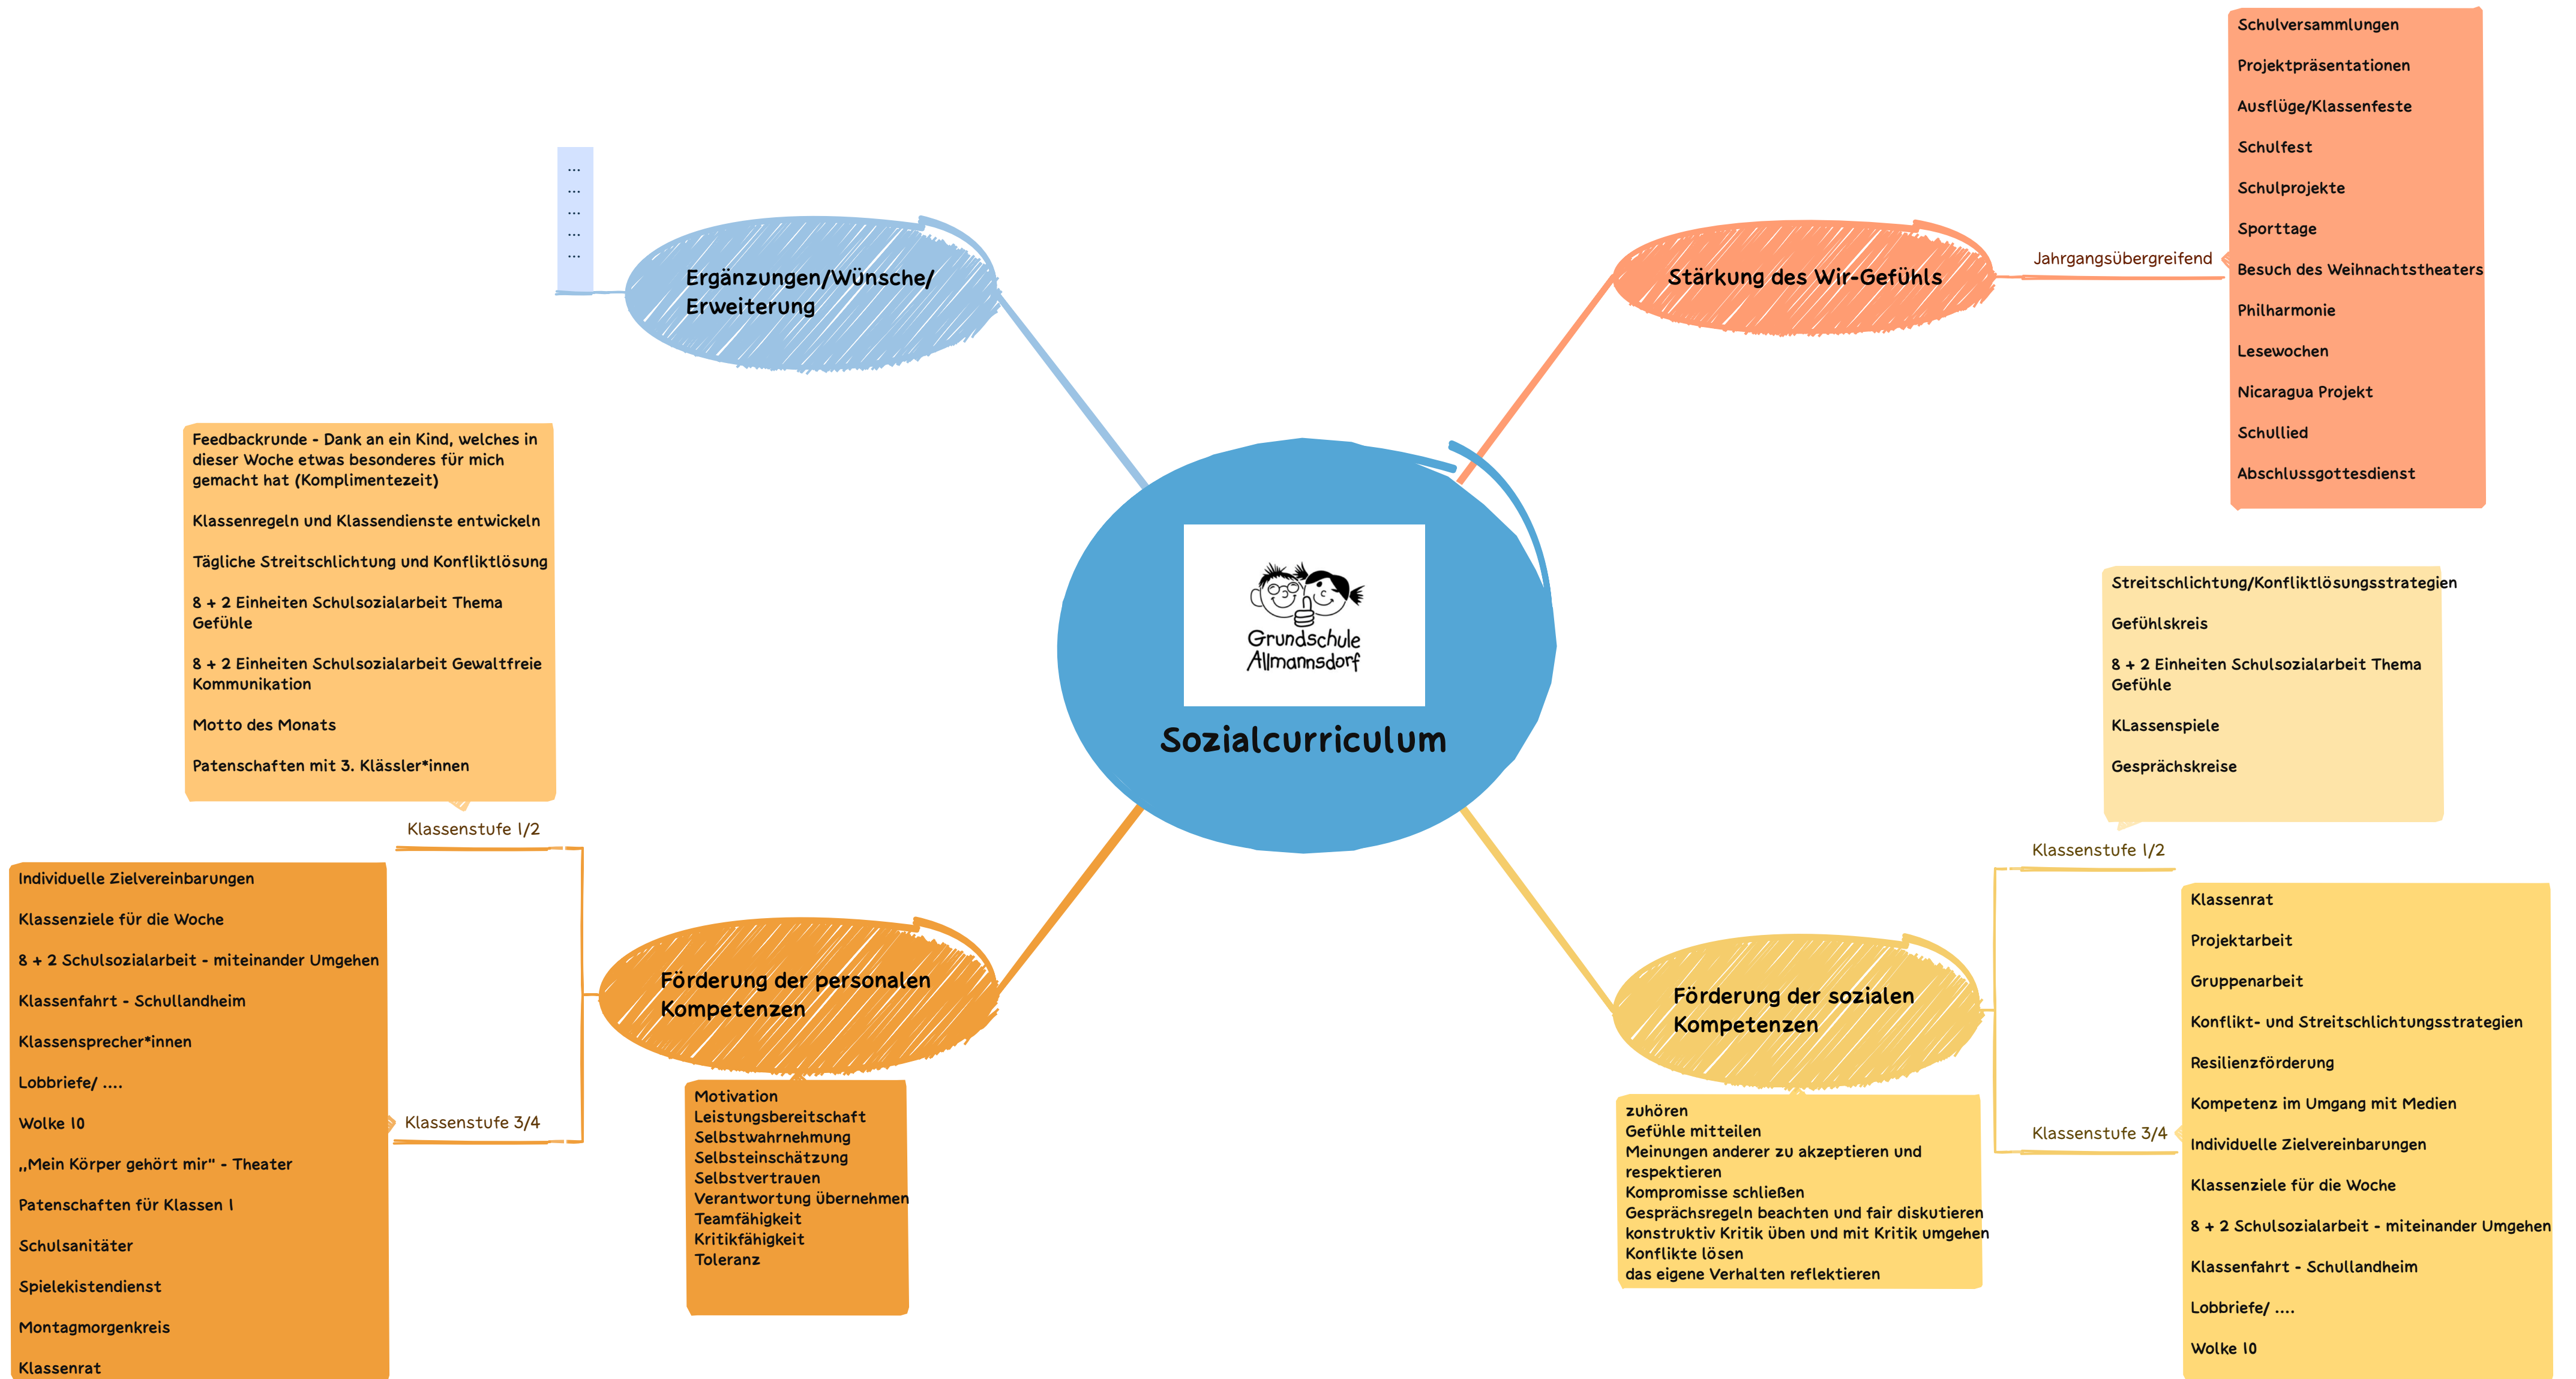 Grundschule
Allmannsdorf
Sozialcurriculum
Stärkung des Wir-Gefühls
Jahrgangsübergreifend
Schulversammlungen
Projektpräsentationen
Ausflüge/Klassenfeste
Schulfest
Schulprojekte
Sporttage
Besuch des Weihnachtstheaters
Philharmonie
Lesewochen
Nicaragua Projekt
Schullied
Abschlussgottesdienst
Förderung der sozialen
Kompetenzen
zuhören
Gefühle mitteilen
Meinungen anderer zu akzeptieren und
respektieren
Kompromisse schließen
Gesprächsregeln beachten und fair diskutieren
konstruktiv Kritik üben und mit Kritik umgehen
Konflikte lösen
das eigene Verhalten reflektieren
Klassenstufe 1/2
Streitschlichtung/Konfliktlösungsstrategien
Gefühlskreis
8 + 2 Einheiten Schulsozialarbeit Thema
Gefühle
KLassenspiele
Gesprächskreise
Klassenstufe 3/4
Klassenrat
Projektarbeit
Gruppenarbeit
Konflikt- und Streitschlichtungsstrategien
Resilienzförderung
Kompetenz im Umgang mit Medien
Individuelle Zielvereinbarungen
Klassenziele für die Woche
8 + 2 Schulsozialarbeit - miteinander Umgehen
Klassenfahrt - Schullandheim
Lobbriefe/ ....
Wolke 10
Ergänzungen/Wünsche/
Erweiterung
...
...
...
...
...
Förderung der personalen
Kompetenzen
Motivation
Leistungsbereitschaft
Selbstwahrnehmung
Selbsteinschätzung
Selbstvertrauen
Verantwortung übernehmen
Teamfähigkeit
Kritikfähigkeit
Toleranz
Klassenstufe 1/2
Feedbackrunde - Dank an ein Kind, welches in
dieser Woche etwas besonderes für mich
gemacht hat (Komplimentezeit)
Klassenregeln und Klassendienste entwickeln
Tägliche Streitschlichtung und Konfliktlösung
8 + 2 Einheiten Schulsozialarbeit Thema
Gefühle
8 + 2 Einheiten Schulsozialarbeit Gewaltfreie
Kommunikation
Motto des Monats
Patenschaften mit 3. Klässler*innen
Klassenstufe 3/4
Individuelle Zielvereinbarungen
Klassenziele für die Woche
8 + 2 Schulsozialarbeit - miteinander Umgehen
Klassenfahrt - Schullandheim
Klassensprecher*innen
Lobbriefe/ ....
Wolke 10
,,Mein Körper gehört mir" - Theater
Patenschaften für Klassen 1
Schulsanitäter
Spielekistendienst
Montagmorgenkreis
Klassenrat